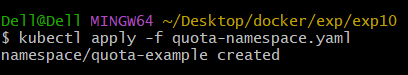 Dell@Dell MINGW64 ~/Desktop/docker/exp/exp10
$ kubectl apply -f quota-namespace.yaml
namespace/quota-example created